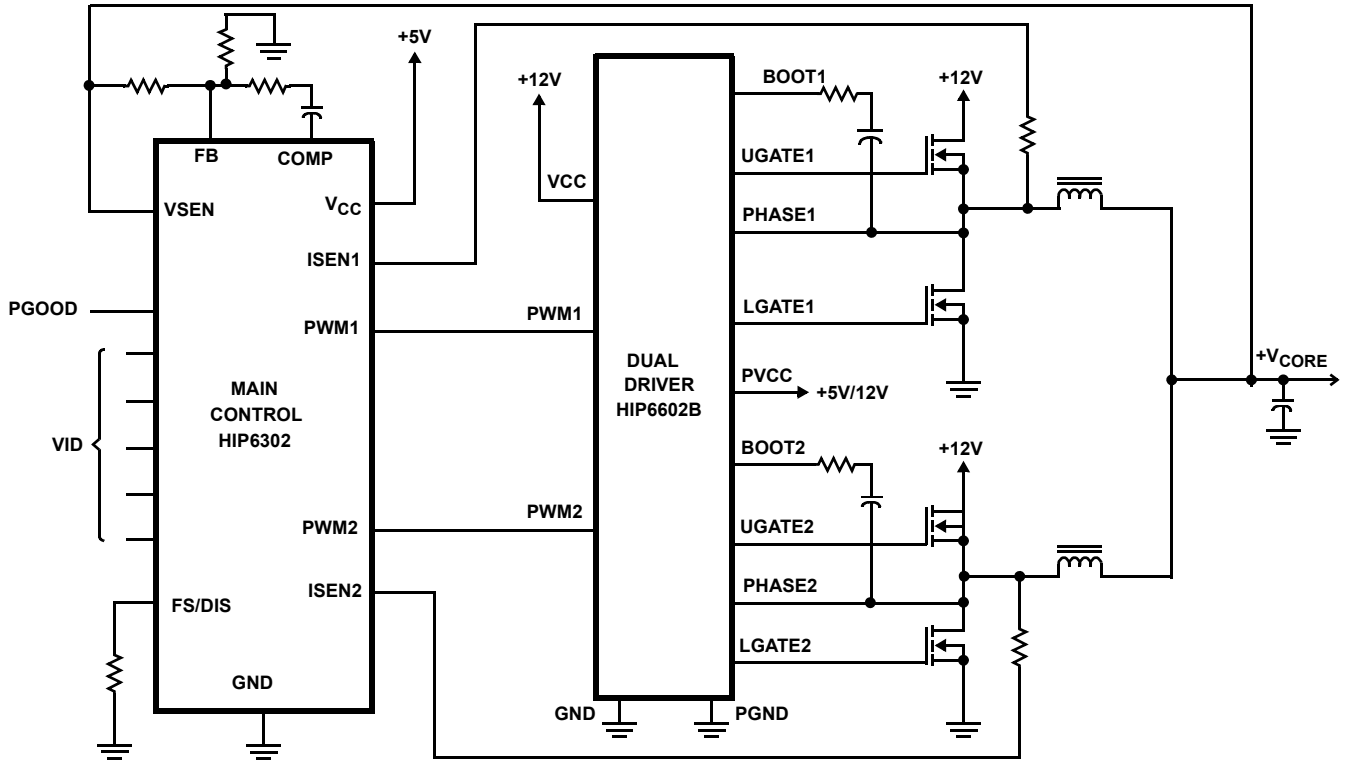 +5V
+12V
BOOT1
+12V
FB
COMP
UGATE1
VCC
VSEN
VCC
PHASE1
ISEN1
PGOOD
PWM1
PWM1
LGATE1
DUAL
DRIVER
HIP6602B
+VCORE
PVCC
+5V/12V
MAIN
CONTROL
HIP6302
VID
BOOT2
+12V
PWM2
PWM2
UGATE2
ISEN2
PHASE2
FS/DIS
LGATE2
GND
GND
PGND